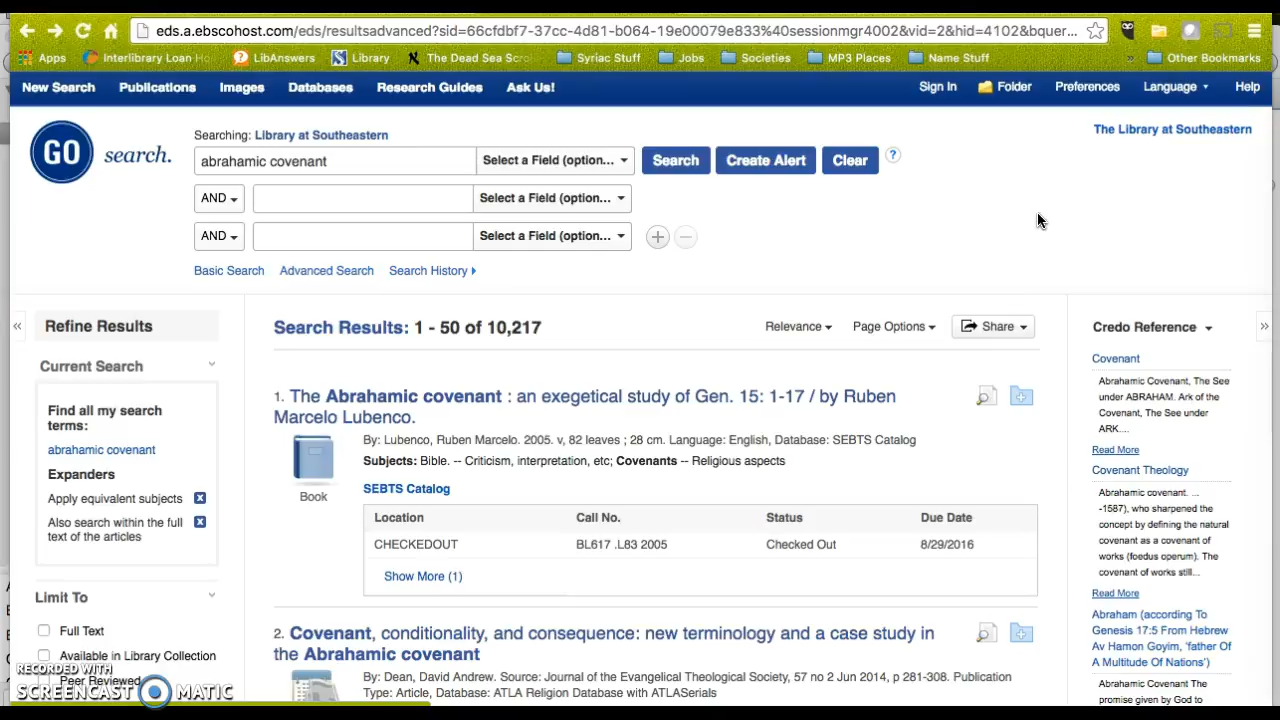 eds.a.ebscohost.com/eds/resultsadvanced?sid=66cfdbf7-37cc-4d81-b064-19e00079e833%40sessionmgr4002&vid=2&hid=4102&bquer...
Apps Interlibrary Loan Ho LibAnswers Library The Dead Sea Scro Syriac Stuff Jobs Societies MP3 Places Name Stuff » Other Bookmarks
New Search Publications Images Databases Research Guides Ask Us! Sign In Folder Preferences Language Help
GO search.
Searching: Library at Southeastern
The Library at Southeastern
abrahamic covenant Select a Field (option... Search Create Alert Clear ?
AND Select a Field (option...
AND Select a Field (option... + −
Basic Search Advanced Search Search History
« Refine Results
Current Search
Find all my search
terms:
abrahamic covenant
Expanders
Apply equivalent subjects x
Also search within the full x
text of the articles
Limit To
Full Text
Available in Library Collection
Peer Reviewed
RECORDED WITH
SCREENCAST MATIC
Search Results: 1 - 50 of 10,217 Relevance Page Options Share
1. The Abrahamic covenant : an exegetical study of Gen. 15: 1-17 / by Ruben
Marcelo Lubenco.
By: Lubenco, Ruben Marcelo. 2005. v, 82 leaves ; 28 cm. Language: English, Database: SEBTS Catalog
Subjects: Bible. -- Criticism, interpretation, etc; Covenants -- Religious aspects
Book
SEBTS Catalog
Location Call No. Status Due Date
CHECKEDOUT BL617 .L83 2005 Checked Out 8/29/2016
Show More (1)
2. Covenant, conditionality, and consequence: new terminology and a case study in
the Abrahamic covenant
By: Dean, David Andrew. Source: Journal of the Evangelical Theological Society, 57 no 2 Jun 2014, p 281-308. Publication
Type: Article, Database: ATLA Religion Database with ATLASerials
Credo Reference »
Covenant
Abrahamic Covenant, The See
under ABRAHAM. Ark of the
Covenant, The See under
ARK....
Read More
Covenant Theology
Abrahamic covenant. ...
-1587), who sharpened the
concept by defining the natural
covenant as a covenant of
works (foedus operum). The
covenant of works still...
Read More
Abraham (according To
Genesis 17:5 From Hebrew
Av Hamon Goyim, 'father Of
A Multitude Of Nations')
Abrahamic Covenant The
promise given by God to